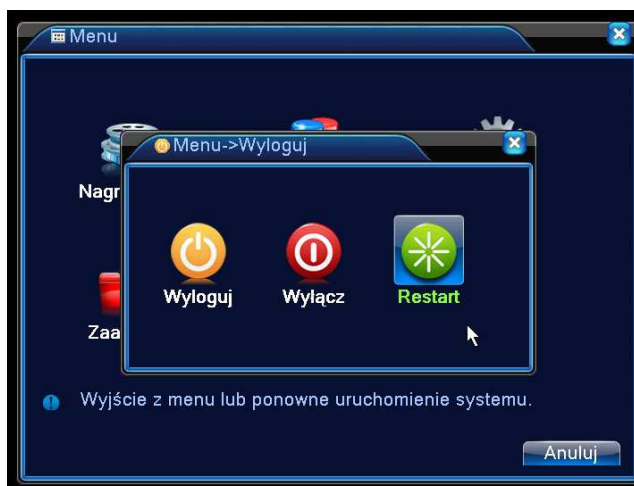 Menu
Menu->Wyloguj
Nagr
Wyloguj Wyłącz Restart
Zaa
Wyjście z menu lub ponowne uruchomienie systemu.
Anuluj